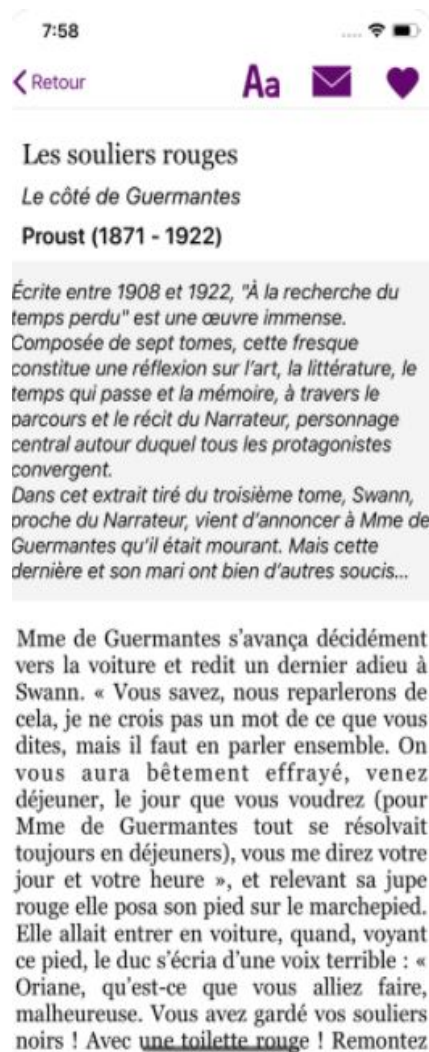 7:58
Retour
Aa
Les souliers rouges
Le côté de Guermantes
Proust (1871 - 1922)
Écrite entre 1908 et 1922, "À la recherche du
temps perdu" est une œuvre immense.
Composée de sept tomes, cette fresque
constitue une réflexion sur l'art, la littérature, le
temps qui passe et la mémoire, à travers le
parcours et le récit du Narrateur, personnage
central autour duquel tous les protagonistes
convergent.
Dans cet extrait tiré du troisième tome, Swann,
proche du Narrateur, vient d'annoncer à Mme de
Guermantes qu'il était mourant. Mais cette
dernière et son mari ont bien d'autres soucis...
Mme de Guermantes s'avança décidément
vers la voiture et redit un dernier adieu à
Swann. « Vous savez, nous reparlerons de
cela, je ne crois pas un mot de ce que vous
dites, mais il faut en parler ensemble. On
vous aura bêtement effrayé, venez
déjeuner, le jour que vous voudrez (pour
Mme de Guermantes tout se résolvait
toujours en déjeuners), vous me direz votre
jour et votre heure », et relevant sa jupe
rouge elle posa son pied sur le marchepied.
Elle allait entrer en voiture, quand, voyant
ce pied, le duc s'écria d'une voix terrible : «
Oriane, qu'est-ce que vous alliez faire,
malheureuse. Vous avez gardé vos souliers
noirs ! Avec une toilette rouge ! Remontez